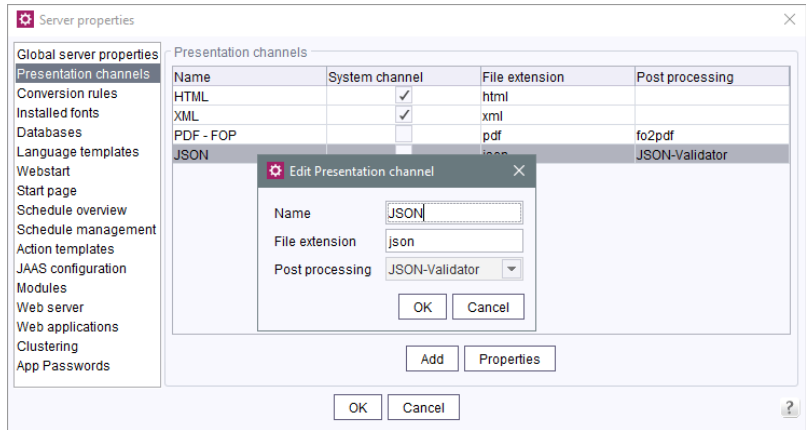 Server properties
Global server properties
Presentation channels
Conversion rules
Installed fonts
Databases
Language templates
Webstart
Start page
Schedule overview
Schedule management
Action templates
JAAS configuration
Modules
Web server
Web applications
Clustering
App Passwords
Presentation channels
Name System channel File extension Post processing
HTML html
XML xml
PDF - FOP pdf fo2pdf
JSON json JSON-Validator
Edit Presentation channel
Name JSON
File extension json
Post processing JSON-Validator
OK Cancel
Add Properties
OK Cancel
?